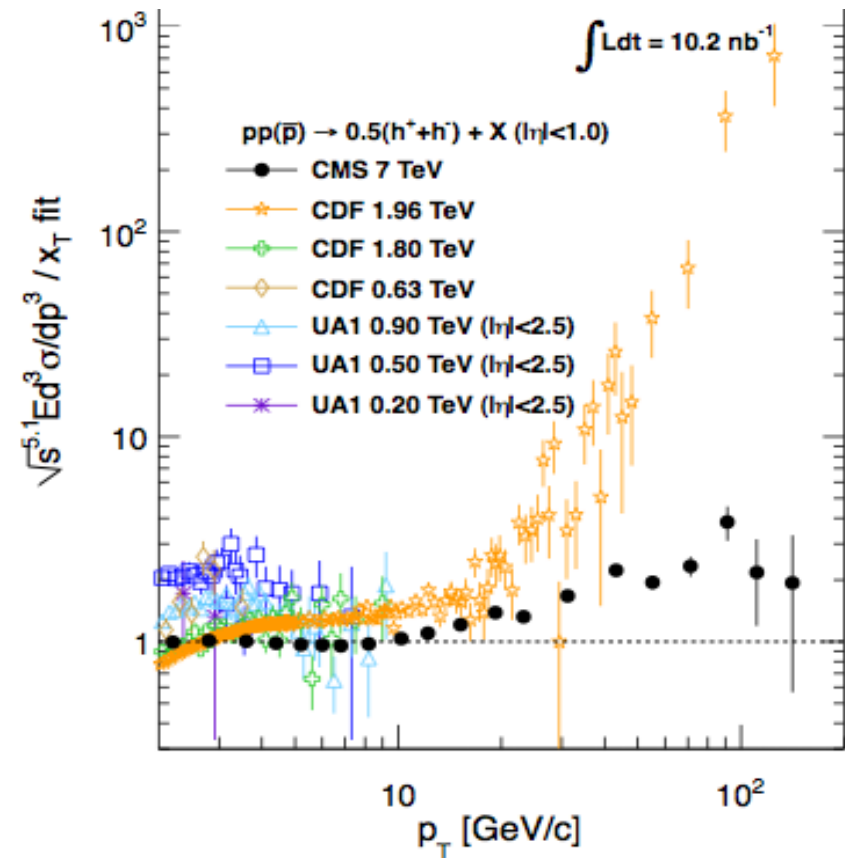 ∫Ldt = 10.2 nb⁻¹
pp(p̅) → 0.5(h⁺+h⁻) + X (|η|<1.0)
CMS 7 TeV
CDF 1.96 TeV
CDF 1.80 TeV
CDF 0.63 TeV
UA1 0.90 TeV (|η|<2.5)
UA1 0.50 TeV (|η|<2.5)
UA1 0.20 TeV (|η|<2.5)
√s⁵·¹Ed³σ/dp³ / x_T fit
10³
10²
10
1
10
10²
p_T [GeV/c]